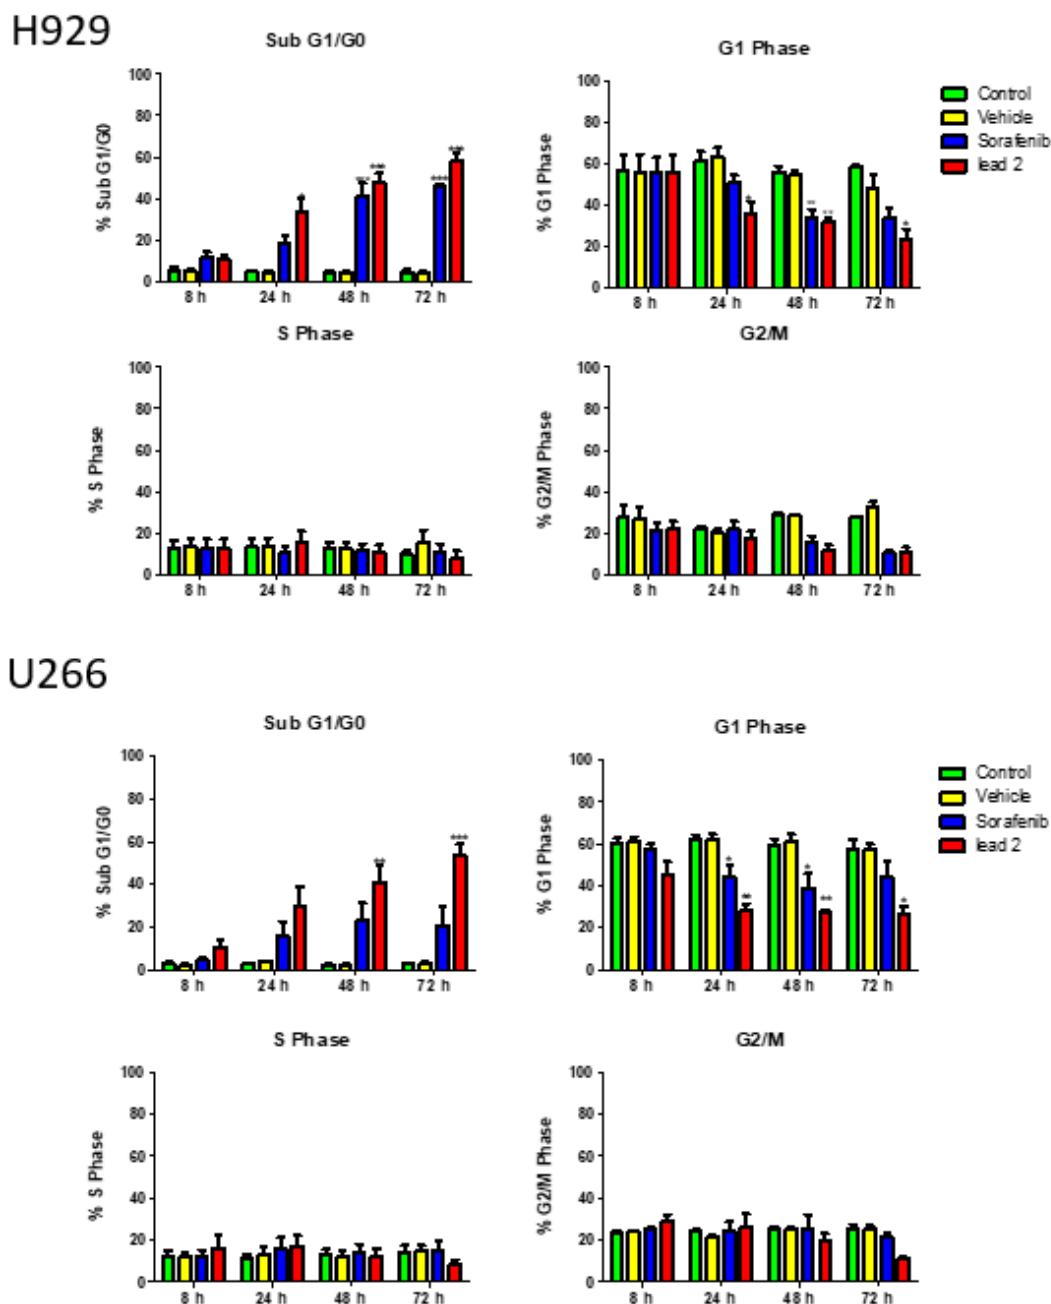 H929
Sub G1/G0
% Sub G1/G0
100
80
60
40
20
0
*
***
***
***
***
8 h
24 h
48 h
72 h
G1 Phase
% G1 Phase
100
80
60
40
20
0
*
**
**
*
8 h
24 h
48 h
72 h
Control
Vehicle
Sorafenib
lead 2
S Phase
% S Phase
100
80
60
40
20
0
8 h
24 h
48 h
72 h
G2/M
% G2/M Phase
100
80
60
40
20
0
8 h
24 h
48 h
72 h
U266
Sub G1/G0
% Sub G1/G0
100
80
60
40
20
0
**
***
8 h
24 h
48 h
72 h
G1 Phase
% G1 Phase
100
80
60
40
20
0
*
**
*
**
*
8 h
24 h
48 h
72 h
Control
Vehicle
Sorafenib
lead 2
S Phase
% S Phase
100
80
60
40
20
0
8 h
24 h
48 h
72 h
G2/M
% G2/M Phase
100
80
60
40
20
0
8 h
24 h
48 h
72 h